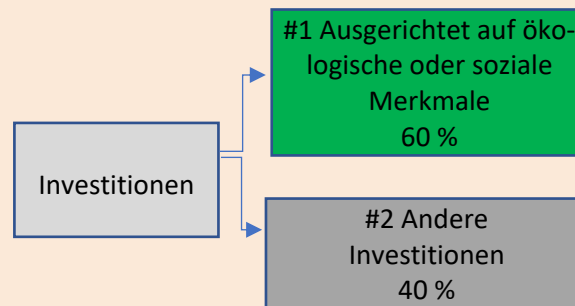 #1 Ausgerichtet auf öko-
logische oder soziale
Merkmale
60 %
Investitionen
#2 Andere
Investitionen
40 %